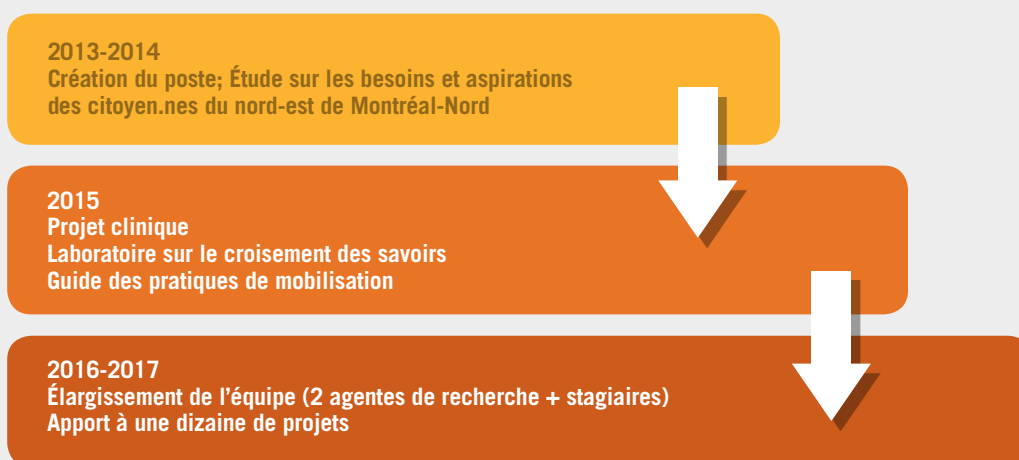 2013-2014
Création du poste; Étude sur les besoins et aspirations
des citoyen.nes du nord-est de Montréal-Nord
2015
Projet clinique
Laboratoire sur le croisement des savoirs
Guide des pratiques de mobilisation
2016-2017
Élargissement de l’équipe (2 agentes de recherche + stagiaires)
Apport à une dizaine de projets